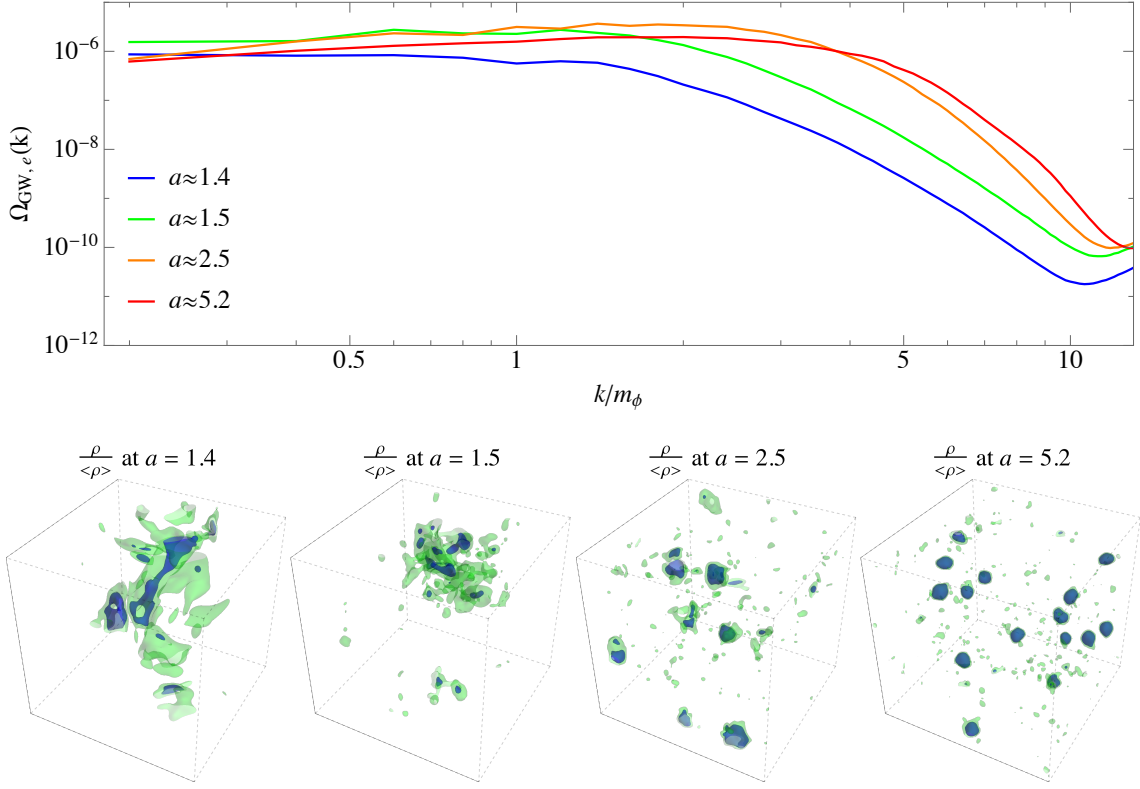 10⁻⁶
10⁻⁸
10⁻¹⁰
10⁻¹²
Ω_GW, e(k)
a≈1.4
a≈1.5
a≈2.5
a≈5.2
0.5 1 5 10
k/m_ϕ
ρ/<ρ> at a = 1.4 ρ/<ρ> at a = 1.5 ρ/<ρ> at a = 2.5 ρ/<ρ> at a = 5.2